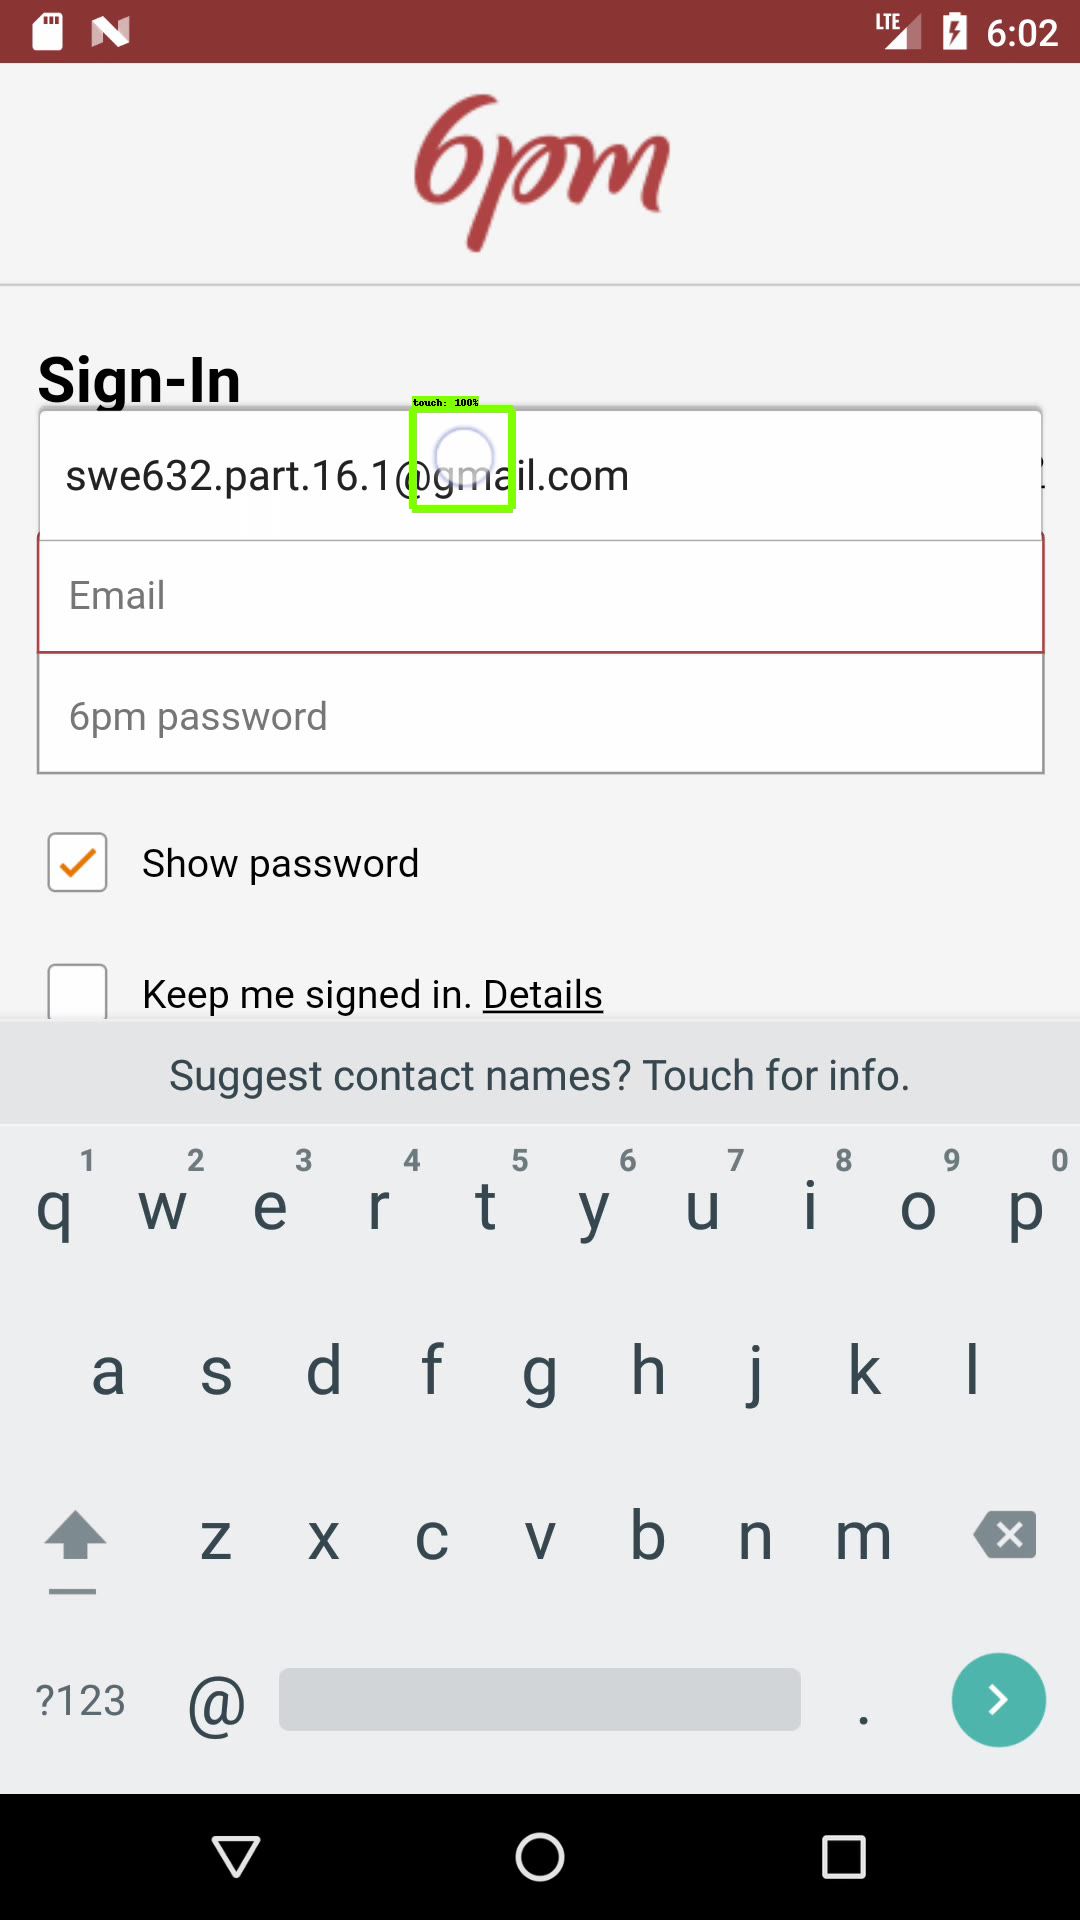 LTE 6:02
6pm
Sign-In
touch: 100%
swe632.part.16.1@gmail.com
Email
6pm password
Show password
Keep me signed in. Details
Suggest contact names? Touch for info.
1 2 3 4 5 6 7 8 9 0
q w e r t y u i o p
a s d f g h j k l
z x c v b n m
?123 @ .